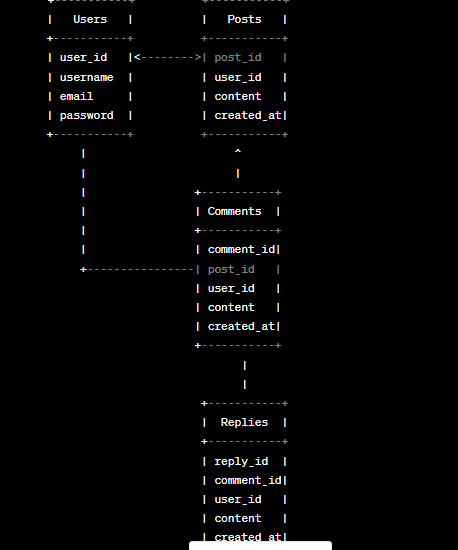 +-----------+          +-----------+
|   Users   |          |   Posts   |
+-----------+          +-----------+
| user_id   |<-------->| post_id   |
| username  |          | user_id   |
| email     |          | content   |
| password  |          | created_at|
+-----------+          +-----------+
     |                      ^
     |                      |
     |                +-----------+
     |                | Comments  |
     |                +-----------+
     |                | comment_id|
     +----------------| post_id   |
                      | user_id   |
                      | content   |
                      | created_at|
                      +-----------+
                             |
                             |
                       +-----------+
                       |  Replies  |
                       +-----------+
                       | reply_id  |
                       | comment_id|
                       | user_id   |
                       | content   |
                       | created_at|